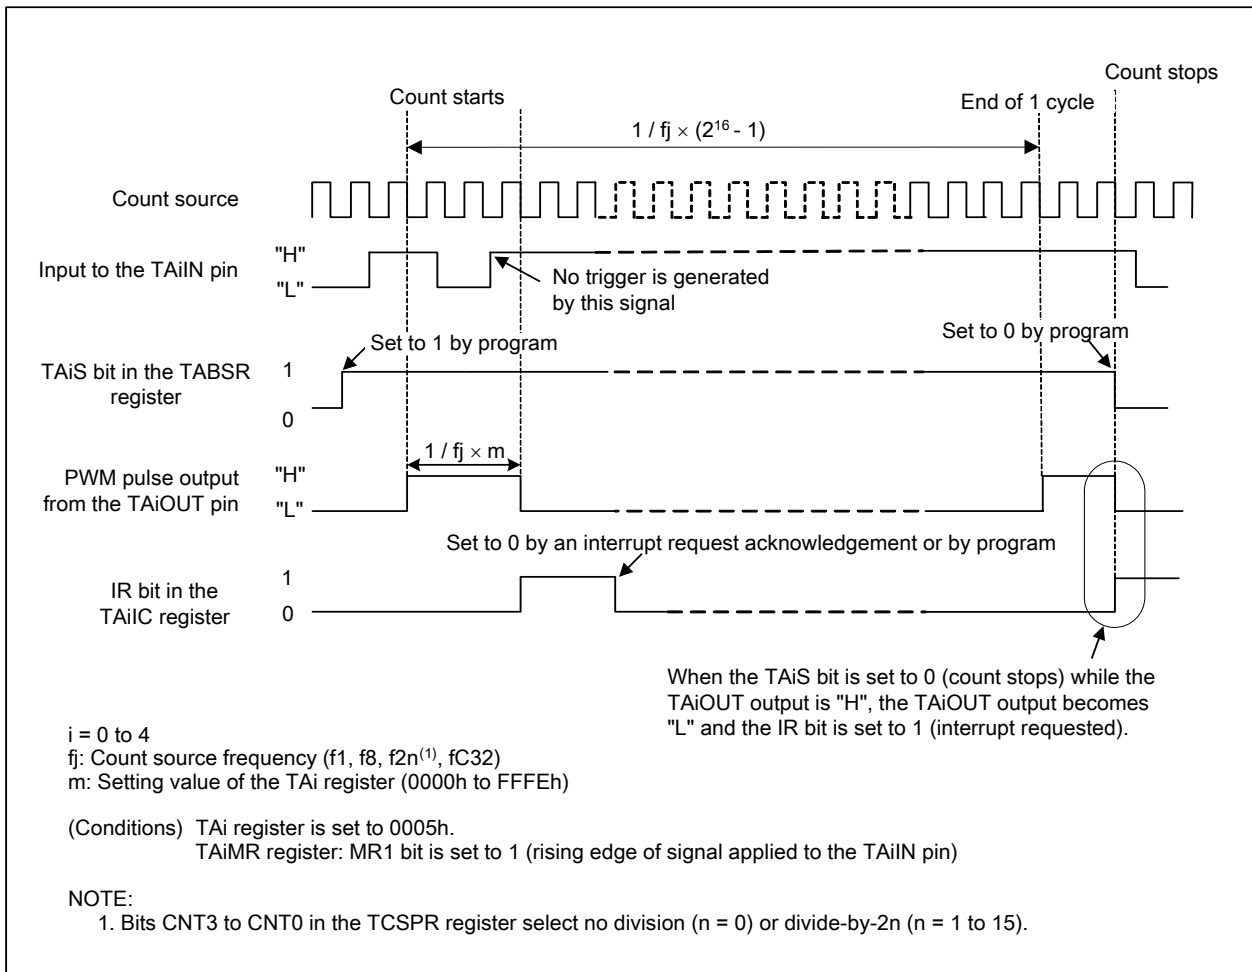 Count stops
Count starts
End of 1 cycle
1 / fj × (2¹⁶ - 1)
Count source
Input to the TAiIN pin
"H"
"L"
No trigger is generated
by this signal
Set to 1 by program
Set to 0 by program
TAiS bit in the TABSR
register
1
0
1 / fj × m
PWM pulse output
from the TAiOUT pin
"H"
"L"
Set to 0 by an interrupt request acknowledgement or by program
IR bit in the
TAiIC register
1
0
When the TAiS bit is set to 0 (count stops) while the
TAiOUT output is "H", the TAiOUT output becomes
"L" and the IR bit is set to 1 (interrupt requested).
i = 0 to 4
fj: Count source frequency (f1, f8, f2n⁽¹⁾, fC32)
m: Setting value of the TAi register (0000h to FFFEh)
(Conditions) TAi register is set to 0005h.
TAiMR register: MR1 bit is set to 1 (rising edge of signal applied to the TAiIN pin)
NOTE:
1. Bits CNT3 to CNT0 in the TCSPR register select no division (n = 0) or divide-by-2n (n = 1 to 15).